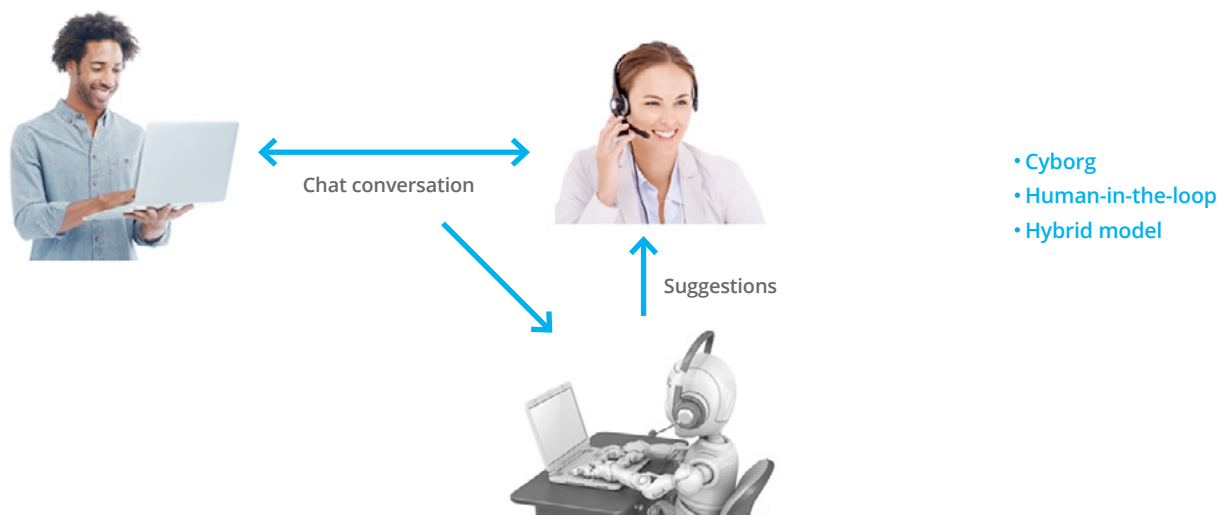 Chat conversation
Suggestions
• Cyborg
• Human-in-the-loop
• Hybrid model